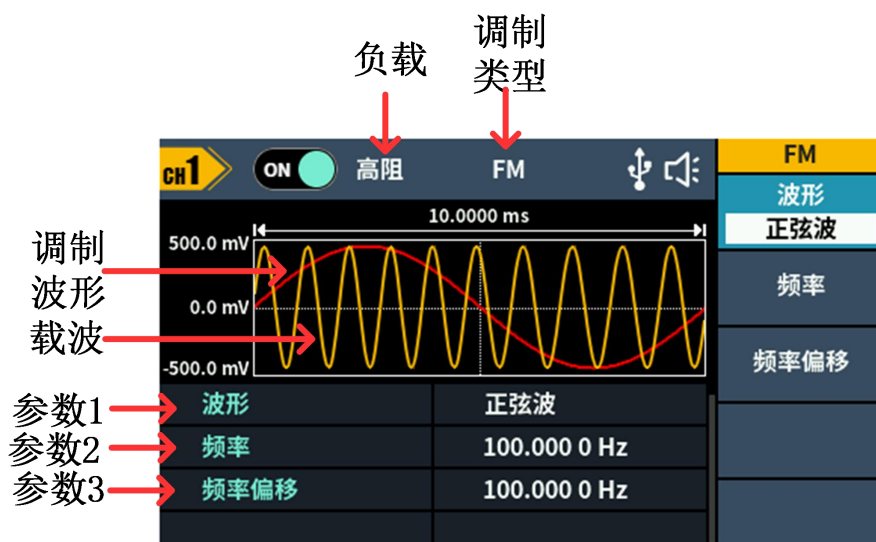 调制
类型
负载
CH1
ON
高阻
FM
FM
波形
正弦波
频率
频率偏移
10.0000 ms
500.0 mV
0.0 mV
-500.0 mV
调制
波形
载波
参数1
波形
正弦波
参数2
频率
100.000 0 Hz
参数3
频率偏移
100.000 0 Hz